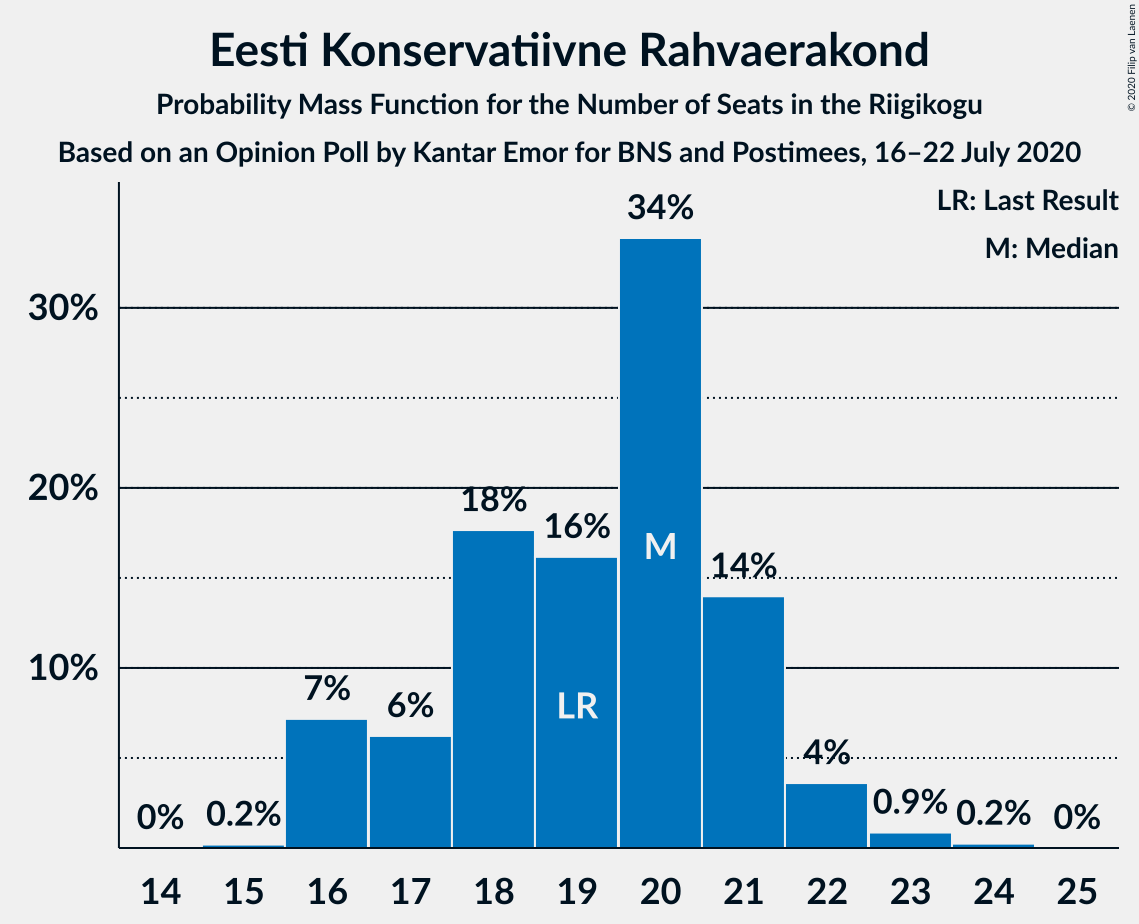 Eesti Konservatiivne Rahvaerakond
Probability Mass Function for the Number of Seats in the Riigikogu
Based on an Opinion Poll by Kantar Emor for BNS and Postimees, 16–22 July 2020
© 2020 Filip van Laenen
LR: Last Result
M: Median
34%
30%
20%
18%
16%
M
14%
10%
7%
6%
LR
4%
0%
0.2%
0.9%
0.2%
0%
14 15 16 17 18 19 20 21 22 23 24 25